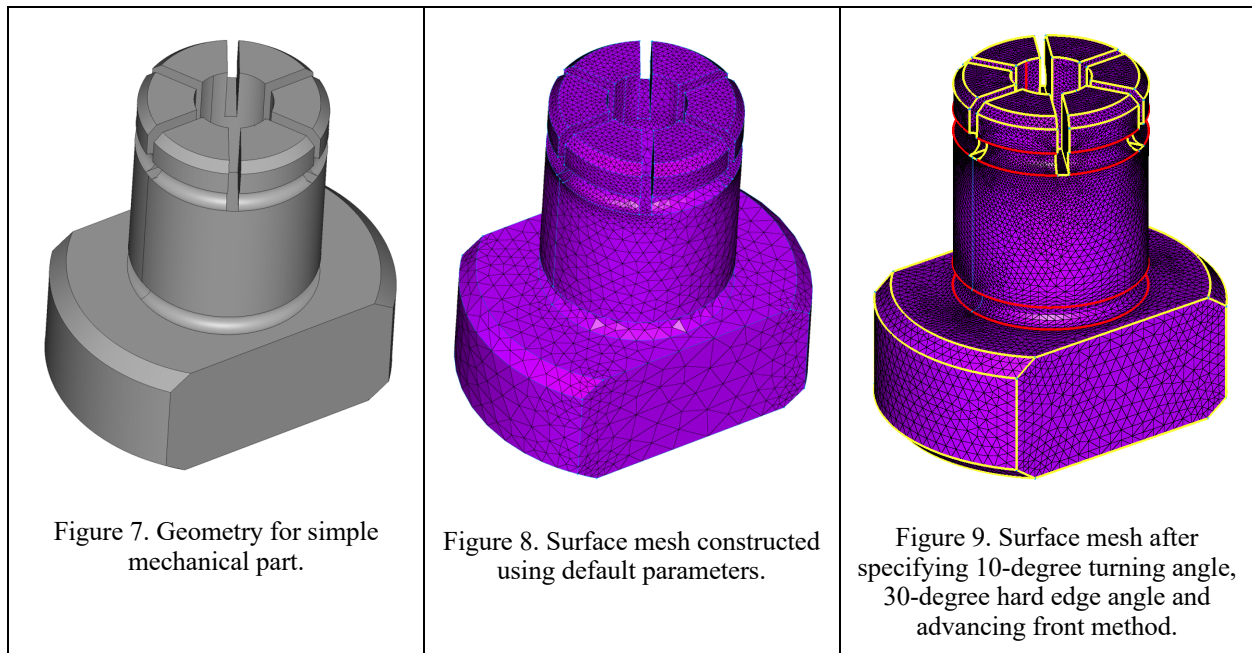 Figure 7. Geometry for simple
mechanical part.
Figure 8. Surface mesh constructed
using default parameters.
Figure 9. Surface mesh after
specifying 10-degree turning angle,
30-degree hard edge angle and
advancing front method.